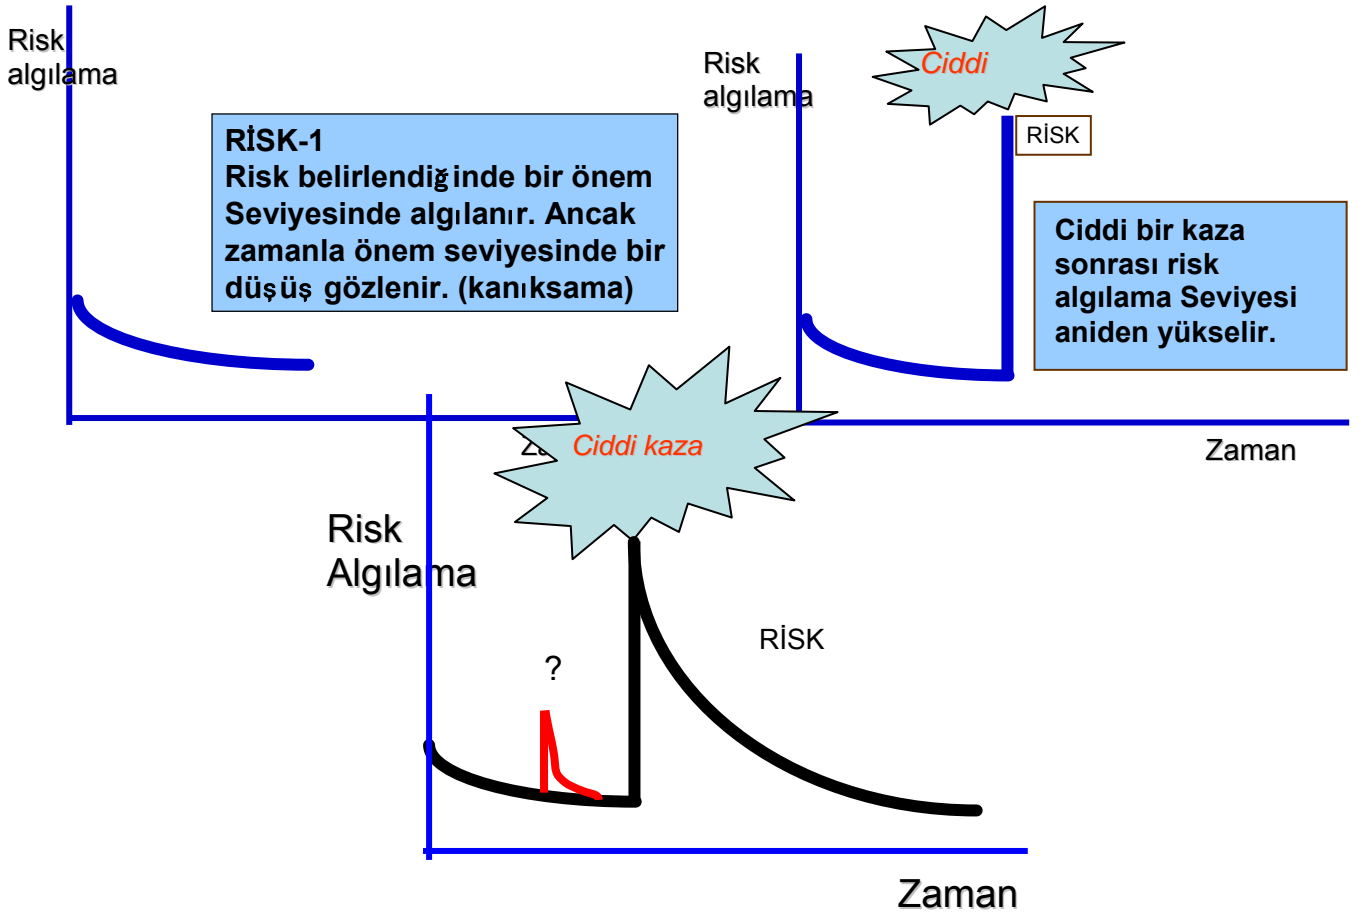 Risk
algılama
RİSK-1
Risk belirlendiğinde bir önem
Seviyesinde algılanır. Ancak
zamanla önem seviyesinde bir
düşüş gözlenir. (kanıksama)
Risk
algılama
Ciddi
RİSK
Ciddi bir kaza
sonrası risk
algılama Seviyesi
aniden yükselir.
Zaman
Ciddi kaza
Risk
Algılama
RİSK
?
Zaman